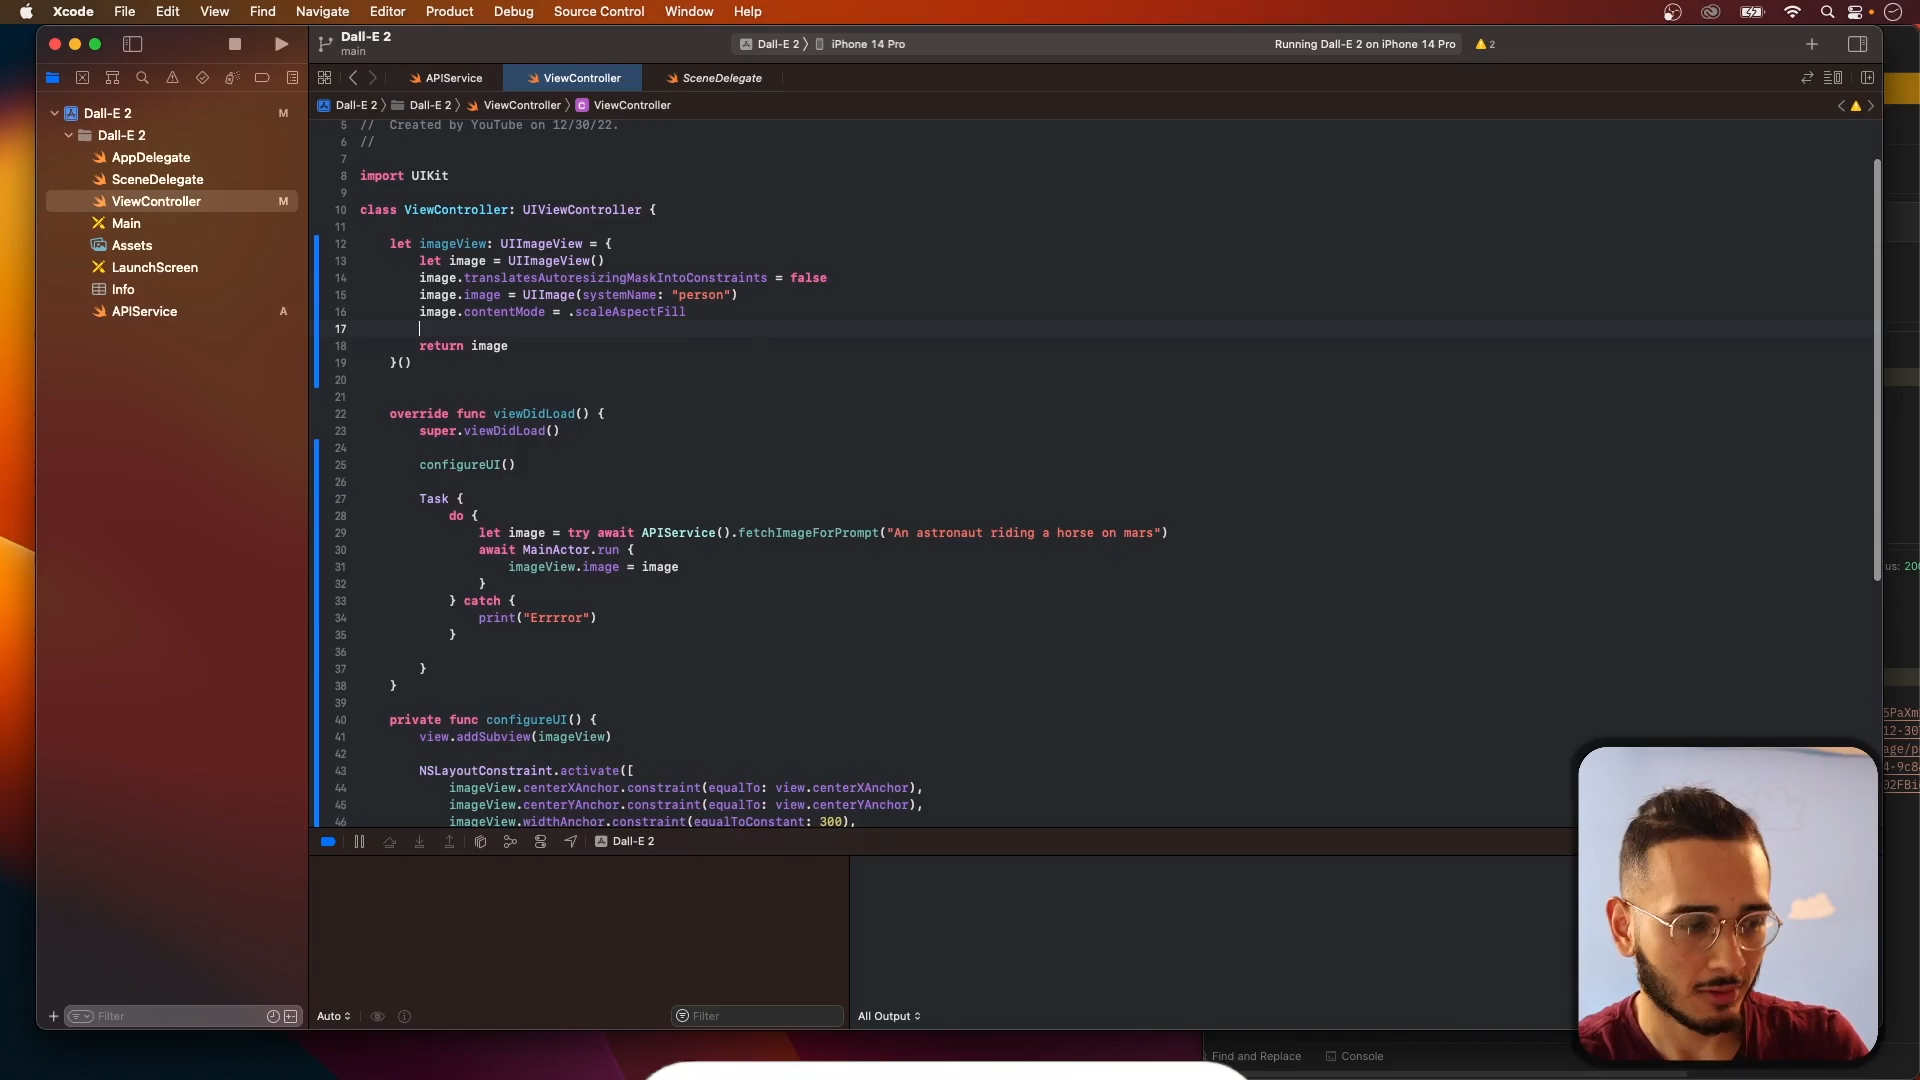 Xcode File Edit View Find Navigate Editor Product Debug Source Control Window Help
Dall-E 2
main
Dall-E 2 iPhone 14 Pro
Running Dall-E 2 on iPhone 14 Pro
2
APIService
ViewController
SceneDelegate
Dall-E 2 Dall-E 2 ViewController C ViewController
Dall-E 2 M
Dall-E 2
AppDelegate
SceneDelegate
ViewController M
Main
Assets
LaunchScreen
Info
APIService A
5 // Created by YouTube on 12/30/22.
6 //
7
8 import UIKit
9
10 class ViewController: UIViewController {
11
12 let imageView: UIImageView = {
13 let image = UIImageView()
14 image.translatesAutoresizingMaskIntoConstraints = false
15 image.image = UIImage(systemName: "person")
16 image.contentMode = .scaleAspectFill
17
18 return image
19 }()
20
21
22 override func viewDidLoad() {
23 super.viewDidLoad()
24
25 configureUI()
26
27 Task {
28 do {
29 let image = try await APIService().fetchImageForPrompt("An astronaut riding a horse on mars")
30 await MainActor.run {
31 imageView.image = image
32 }
33 } catch {
34 print("Errrror")
35 }
36
37 }
38 }
39
40 private func configureUI() {
41 view.addSubview(imageView)
42
43 NSLayoutConstraint.activate([
44 imageView.centerXAnchor.constraint(equalTo: view.centerXAnchor),
45 imageView.centerYAnchor.constraint(equalTo: view.centerYAnchor),
46 imageView.widthAnchor.constraint(equalToConstant: 300),
Dall-E 2
Filter
Auto
Filter
All Output
Find and Replace Console